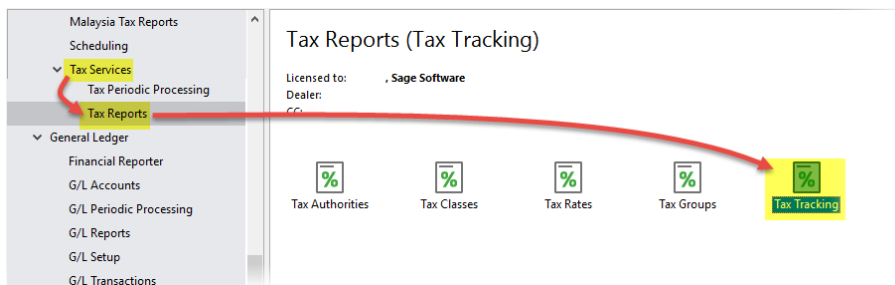 Malaysia Tax Reports
Scheduling
Tax Services
Tax Periodic Processing
Tax Reports
General Ledger
Financial Reporter
G/L Accounts
G/L Periodic Processing
G/L Reports
G/L Setup
G/L Transactions
Tax Reports (Tax Tracking)
Licensed to: , Sage Software
Dealer:
Tax Authorities
Tax Classes
Tax Rates
Tax Groups
Tax Tracking